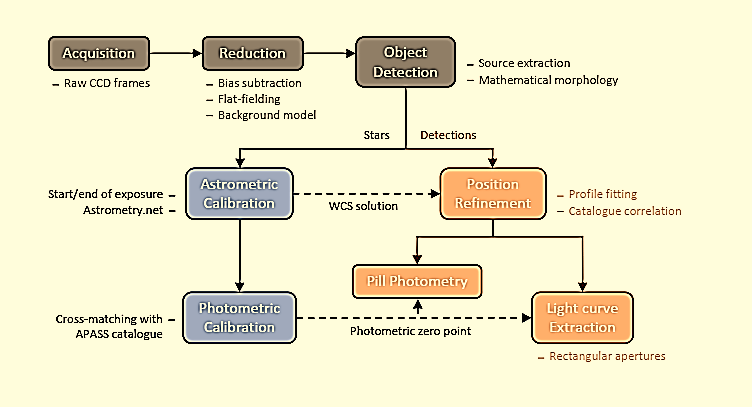 Acquisition
Reduction
Object
Detection
– Raw CCD frames
– Bias subtraction
– Flat-fielding
– Background model
– Source extraction
– Mathematical morphology
Stars
Detections
Start/end of exposure –
Astrometry.net –
Astrometric
Calibration
WCS solution
Position
Refinement
– Profile fitting
– Catalogue correlation
Pill Photometry
Cross-matching with –
APASS catalogue
Photometric
Calibration
Photometric zero point
Light curve
Extraction
– Rectangular apertures